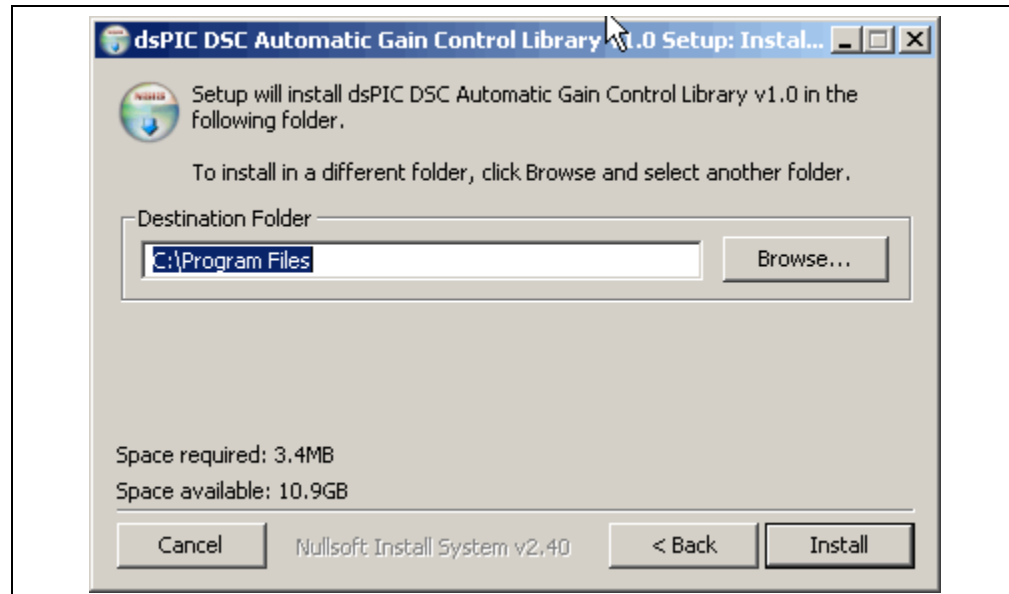 dsPIC DSC Automatic Gain Control Library v1.0 Setup: Instal...
Setup will install dsPIC DSC Automatic Gain Control Library v1.0 in the
following folder.
To install in a different folder, click Browse and select another folder.
Destination Folder
C:\Program Files
Browse...
Space required: 3.4MB
Space available: 10.9GB
Cancel
Nullsoft Install System v2.40
< Back
Install